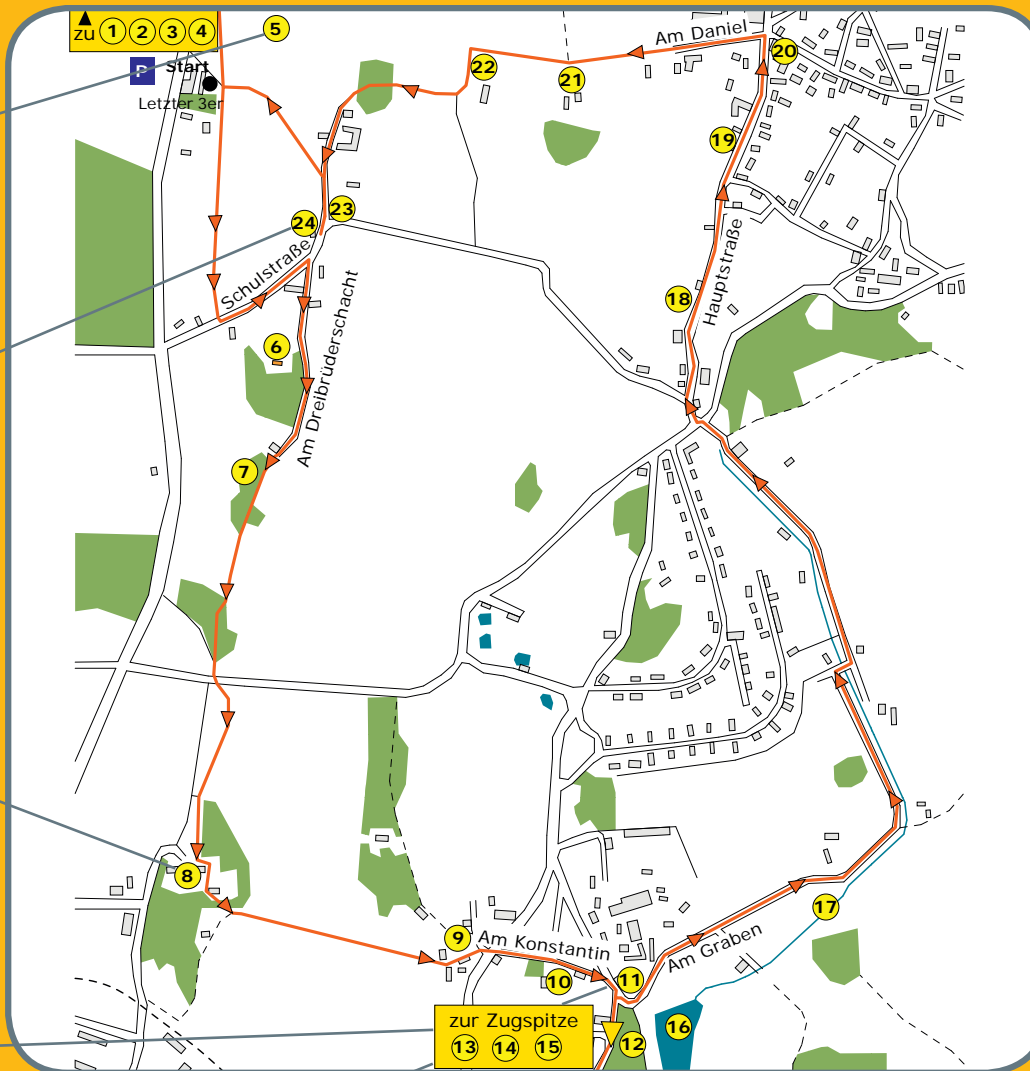 zu 1 2 3 4
5
P Start
Letzter 3er
Am Daniel
20
22
21
19
24
23
Schulstraße
Hauptstraße
18
6
Am Dreibrüderschacht
7
8
9
Am Konstantin
10
11
Am Graben
17
zur Zugspitze
13 14 15
12
16